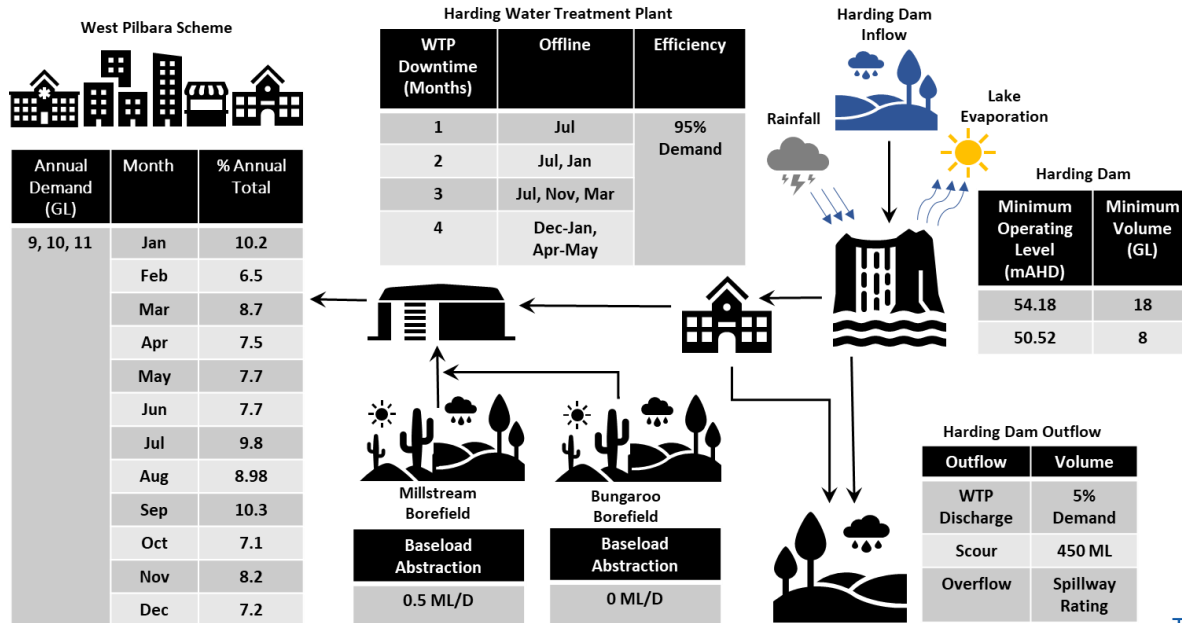 West Pilbara Scheme
Annual
Demand
(GL)
Month
% Annual
Total
9, 10, 11
Jan
10.2
Feb
6.5
Mar
8.7
Apr
7.5
May
7.7
Jun
7.7
Jul
9.8
Aug
8.98
Sep
10.3
Oct
7.1
Nov
8.2
Dec
7.2
Harding Water Treatment Plant
WTP
Downtime
(Months)
Offline
Efficiency
1
Jul
95%
Demand
2
Jul, Jan
3
Jul, Nov, Mar
4
Dec-Jan,
Apr-May
Harding Dam
Inflow
Rainfall
Lake
Evaporation
Harding Dam
Minimum
Operating
Level
(mAHD)
Minimum
Volume
(GL)
54.18
18
50.52
8
Millstream
Borefield
Baseload
Abstraction
0.5 ML/D
Bungaroo
Borefield
Baseload
Abstraction
0 ML/D
Harding Dam Outflow
Outflow
Volume
WTP
Discharge
5%
Demand
Scour
450 ML
Overflow
Spillway
Rating